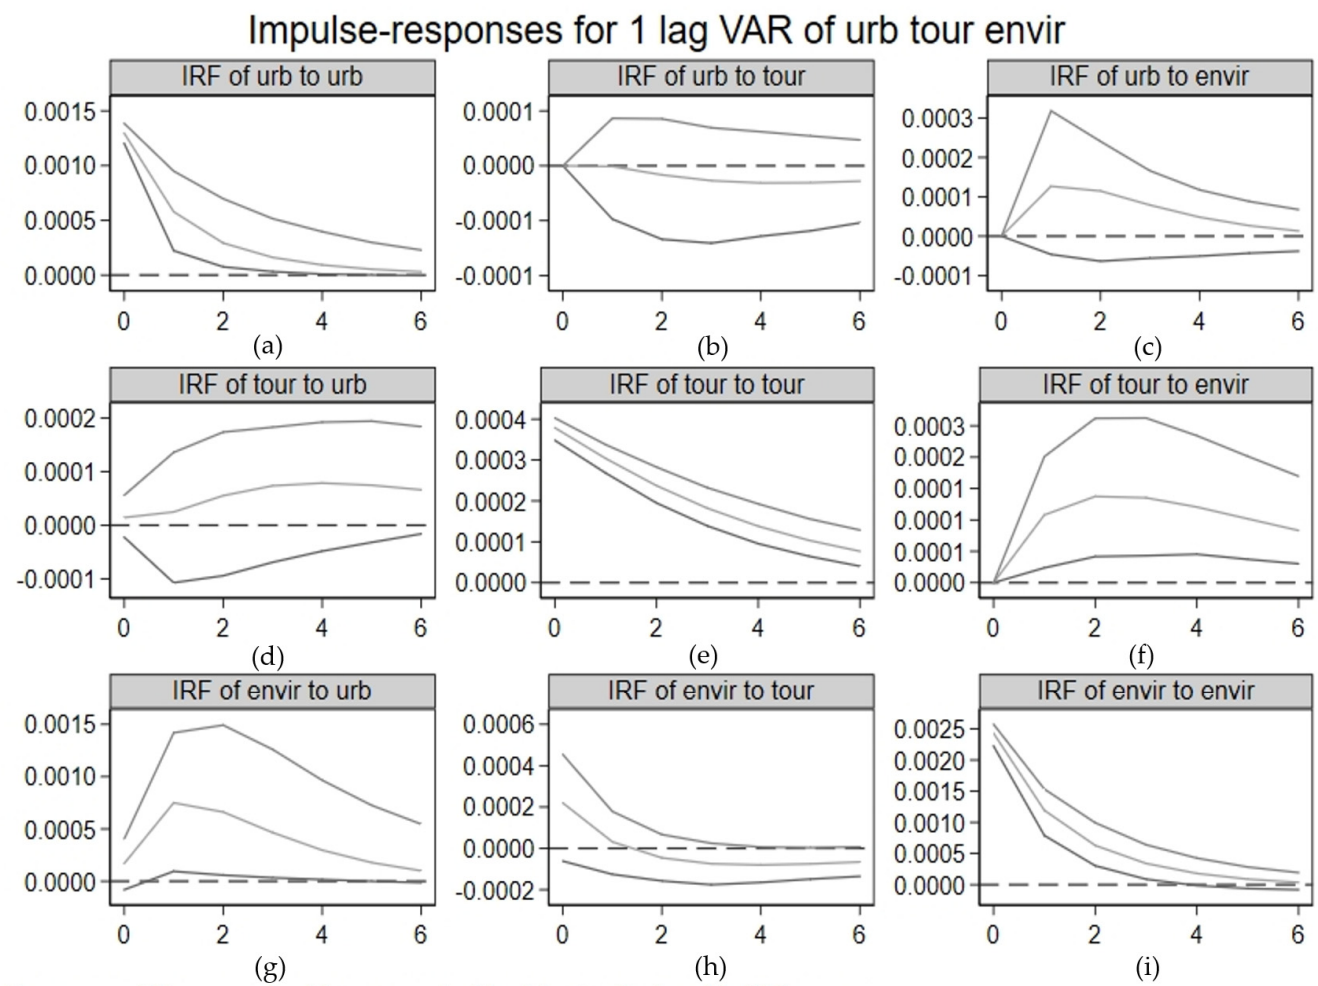 Impulse-responses for 1 lag VAR of urb tour envir
IRF of urb to urb
0.0015
0.0010
0.0005
0.0000
0 2 4 6
(a)
IRF of urb to tour
0.0001
0.0000
-0.0001
-0.0001
0 2 4 6
(b)
IRF of urb to envir
0.0003
0.0002
0.0001
0.0000
-0.0001
0 2 4 6
(c)
IRF of tour to urb
0.0002
0.0001
0.0000
-0.0001
0 2 4 6
(d)
IRF of tour to tour
0.0004
0.0003
0.0002
0.0001
0.0000
0 2 4 6
(e)
IRF of tour to envir
0.0003
0.0002
0.0001
0.0001
0.0001
0.0000
0 2 4 6
(f)
IRF of envir to urb
0.0015
0.0010
0.0005
0.0000
0 2 4 6
(g)
IRF of envir to tour
0.0006
0.0004
0.0002
0.0000
-0.0002
0 2 4 6
(h)
IRF of envir to envir
0.0025
0.0020
0.0015
0.0010
0.0005
0.0000
0 2 4 6
(i)